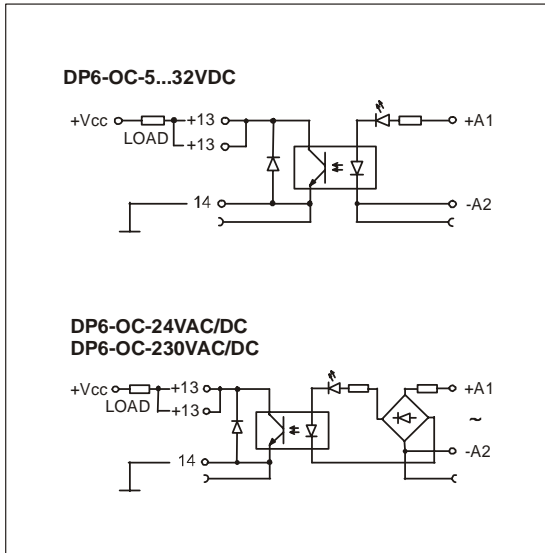 DP6-OC-5...32VDC
+Vcc +13 +A1
LOAD +13
14 -A2
DP6-OC-24VAC/DC
DP6-OC-230VAC/DC
+Vcc +13 +A1
LOAD +13 ~
14 -A2